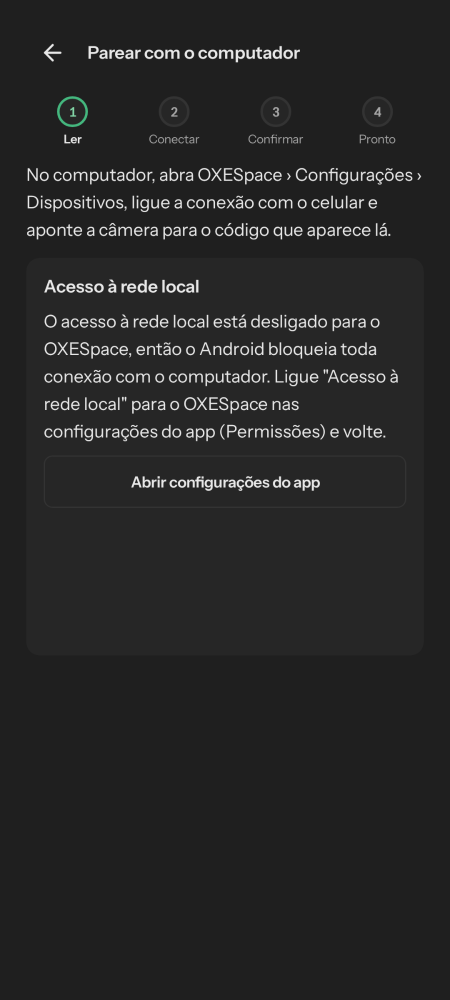 Parear com o computador
1
2
3
4
Ler
Conectar
Confirmar
Pronto
No computador, abra OXESpace › Configurações ›
Dispositivos, ligue a conexão com o celular e
aponte a câmera para o código que aparece lá.
Acesso à rede local
O acesso à rede local está desligado para o
OXESpace, então o Android bloqueia toda
conexão com o computador. Ligue "Acesso à
rede local" para o OXESpace nas
configurações do app (Permissões) e volte.
Abrir configurações do app